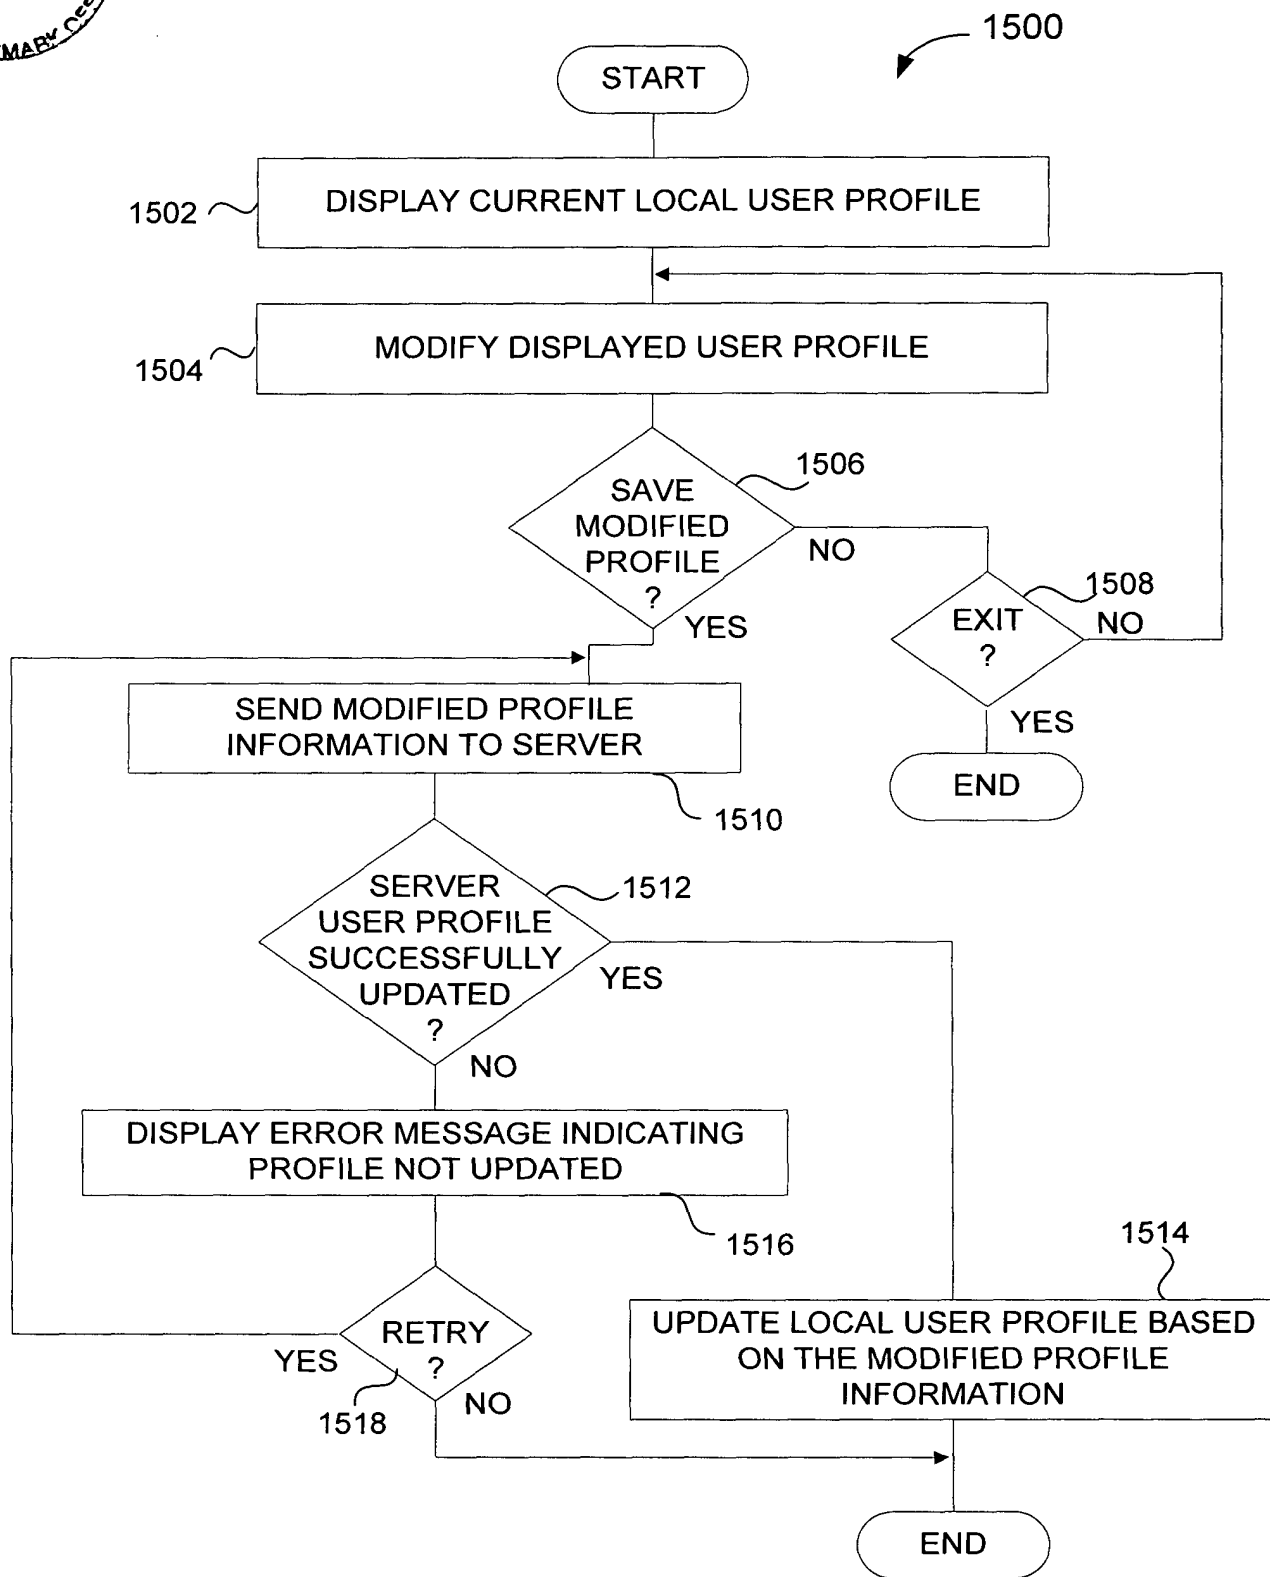 1500
START
1502
DISPLAY CURRENT LOCAL USER PROFILE
1504
MODIFY DISPLAYED USER PROFILE
1506
SAVE
MODIFIED
PROFILE
?
NO
YES
1508
EXIT
?
NO
YES
END
SEND MODIFIED PROFILE
INFORMATION TO SERVER
1510
1512
SERVER
USER PROFILE
SUCCESSFULLY
UPDATED
?
YES
NO
DISPLAY ERROR MESSAGE INDICATING
PROFILE NOT UPDATED
1516
1514
UPDATE LOCAL USER PROFILE BASED
ON THE MODIFIED PROFILE
INFORMATION
RETRY
?
YES
NO
1518
END